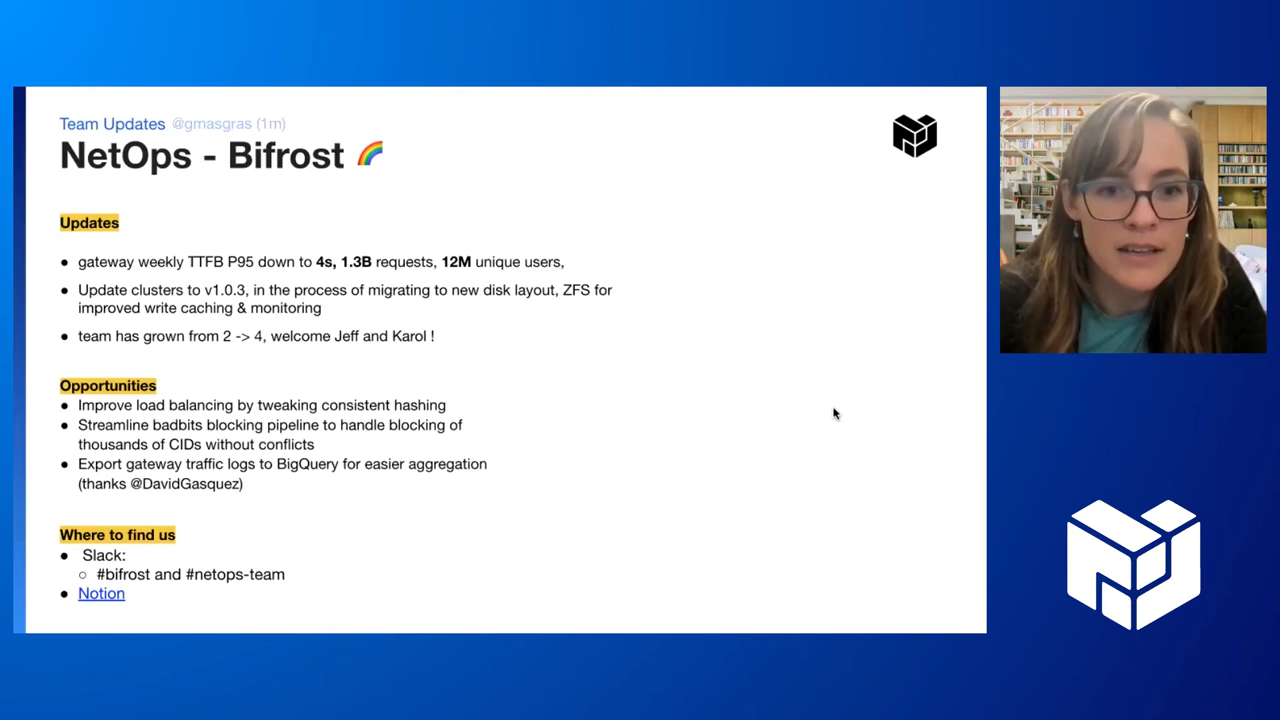 Team Updates @gmasgras (1m)
NetOps - Bifrost 🌈
Updates
● gateway weekly TTFB P95 down to 4s, 1.3B requests, 12M unique users,
● Update clusters to v1.0.3, in the process of migrating to new disk layout, ZFS for
improved write caching & monitoring
● team has grown from 2 -> 4, welcome Jeff and Karol !
Opportunities
● Improve load balancing by tweaking consistent hashing
● Streamline badbits blocking pipeline to handle blocking of
thousands of CIDs without conflicts
● Export gateway traffic logs to BigQuery for easier aggregation
(thanks @DavidGasquez)
Where to find us
● Slack:
○ #bifrost and #netops-team
● Notion